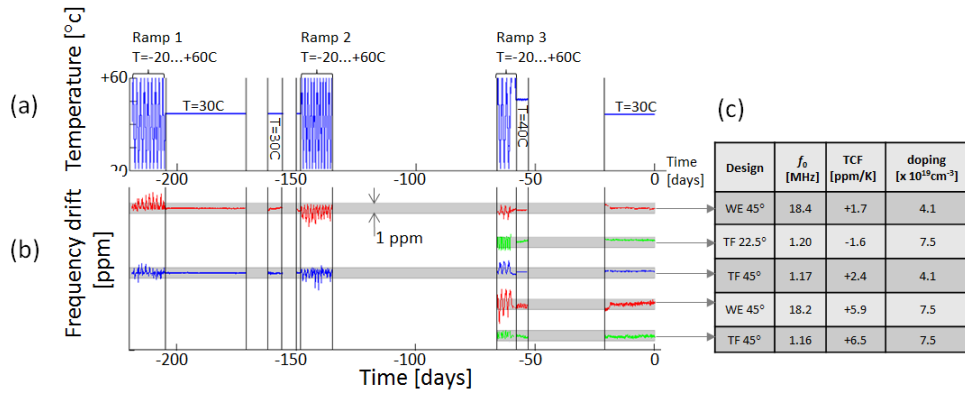 Ramp 1
T=-20...+60C
Ramp 2
T=-20...+60C
Ramp 3
T=-20...+60C
(a)
Temperature [°c]
+60
-20
T=30C
T=30C
T=40C
T=30C
Time
[days]
-200
-150
-100
-50
0
(b)
Frequency drift
[ppm]
1 ppm
-200
-150
-100
-50
0
Time [days]
(c)
Design f0 [MHz] TCF [ppm/K] doping [x 10¹⁹cm⁻³]
WE 45° 18.4 +1.7 4.1
TF 22.5° 1.20 -1.6 7.5
TF 45° 1.17 +2.4 4.1
WE 45° 18.2 +5.9 7.5
TF 45° 1.16 +6.5 7.5